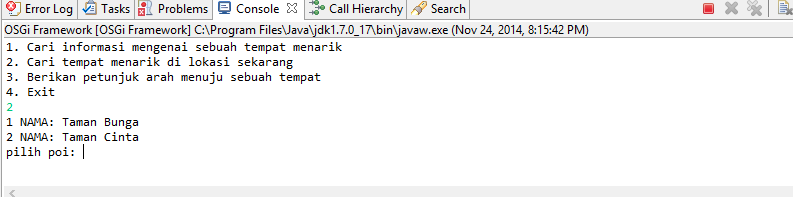 Error Log Tasks Problems Console Call Hierarchy Search
OSGi Framework [OSGi Framework] C:\Program Files\Java\jdk1.7.0_17\bin\javaw.exe (Nov 24, 2014, 8:15:42 PM)
1. Cari informasi mengenai sebuah tempat menarik
2. Cari tempat menarik di lokasi sekarang
3. Berikan petunjuk arah menuju sebuah tempat
4. Exit
2
1 NAMA: Taman Bunga
2 NAMA: Taman Cinta
pilih poi: